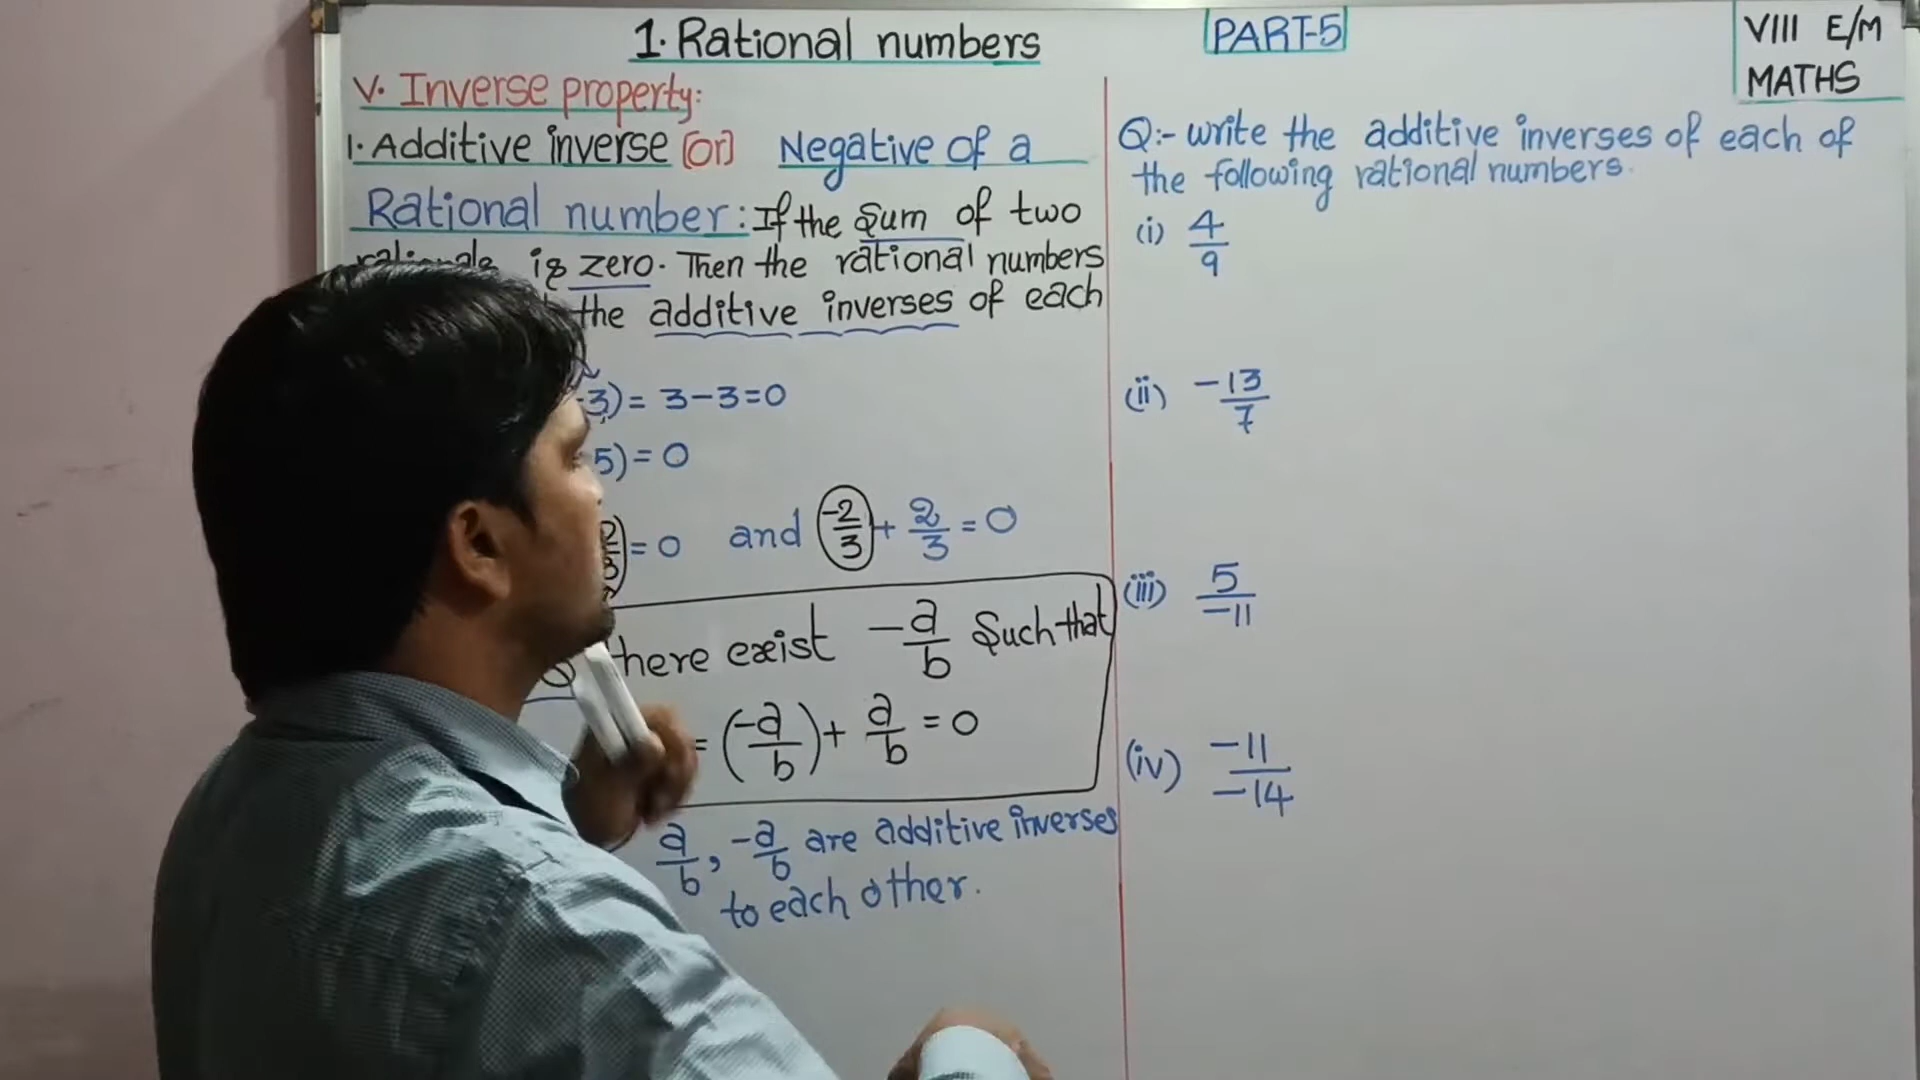 1. Rational numbers
PART-5
VIII E/M
MATHS
V. Inverse property:
1. Additive inverse [or] Negative of a
Rational number: If the sum of two
is zero. Then the rational numbers
the additive inverses of each
3) = 3-3=0
5) = 0
= 0 and (-2/3) + 2/3 = 0
here exist -a/b Such that
= (-a/b) + a/b = 0
a/b, -a/b are additive inverses
to each other.
Q:- write the additive inverses of each of
the following rational numbers.
(i) 4/9
(ii) -13/7
(iii) 5/-11
(iv) -11/-14